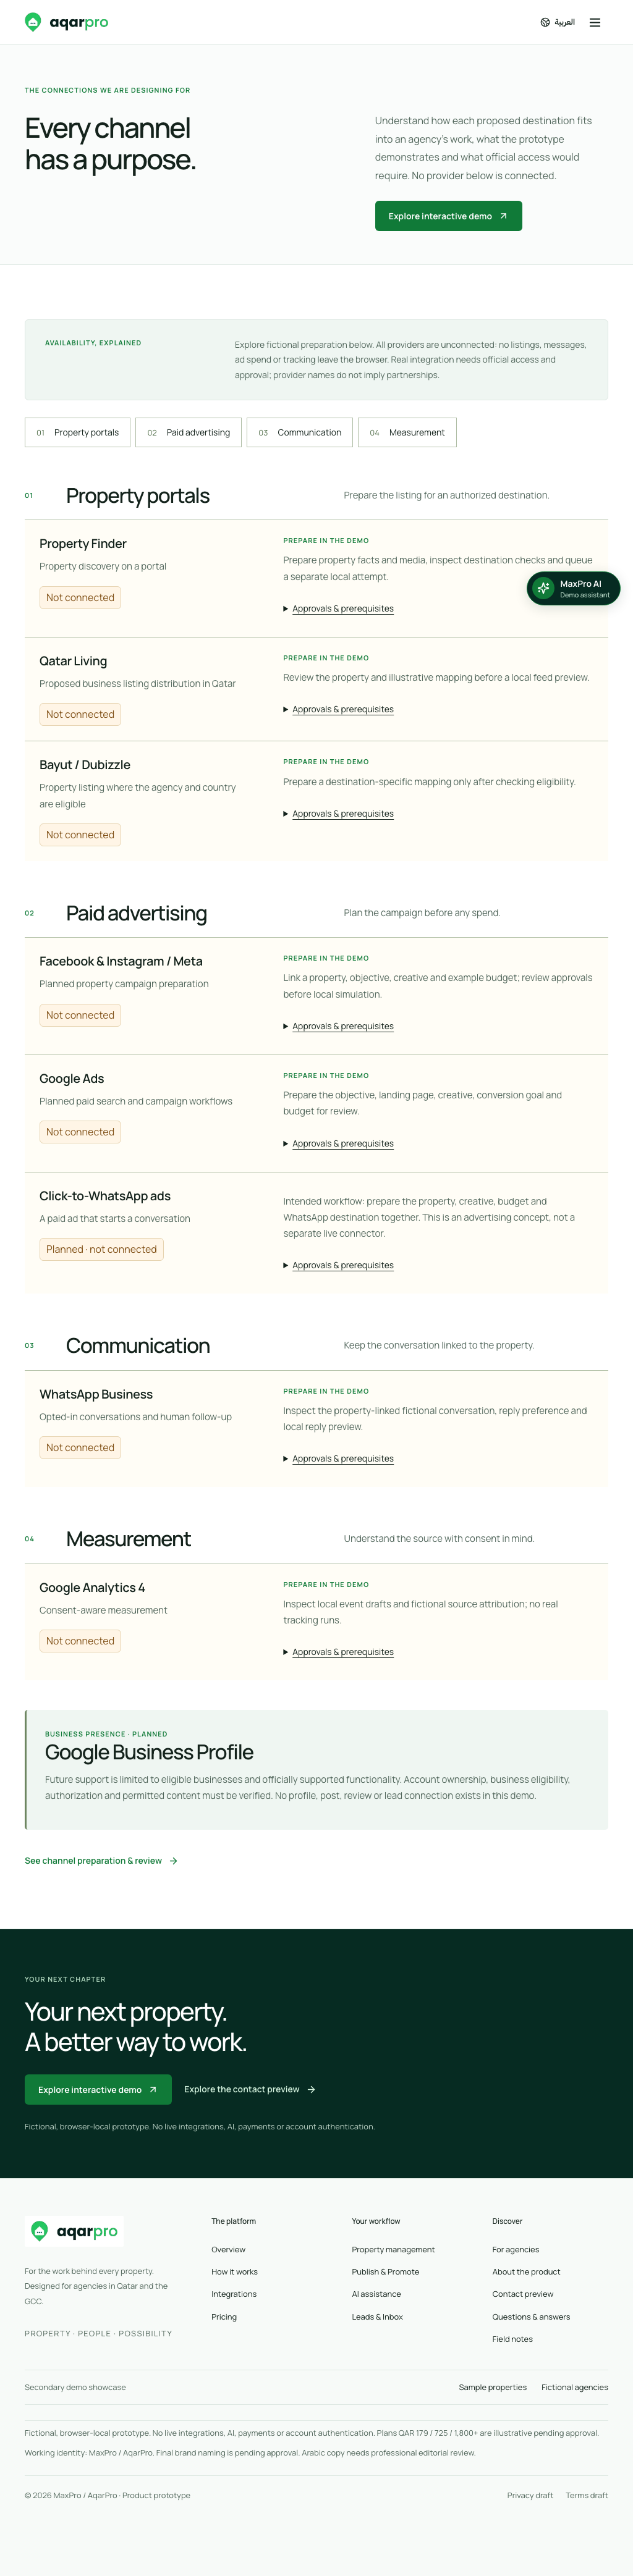 aqarpro
العربية
THE CONNECTIONS WE ARE DESIGNING FOR
Every channel
has a purpose.
Understand how each proposed destination fits
into an agency's work, what the prototype
demonstrates and what official access would
require. No provider below is connected.
Explore interactive demo
AVAILABILITY, EXPLAINED
Explore fictional preparation below. All providers are unconnected: no listings, messages,
ad spend or tracking leave the browser. Real integration needs official access and
approval; provider names do not imply partnerships.
01 Property portals
02 Paid advertising
03 Communication
04 Measurement
01
Property portals
Prepare the listing for an authorized destination.
Property Finder
Property discovery on a portal
Not connected
PREPARE IN THE DEMO
Prepare property facts and media, inspect destination checks and queue
a separate local attempt.
Approvals & prerequisites
MaxPro AI
Demo assistant
Qatar Living
Proposed business listing distribution in Qatar
Not connected
PREPARE IN THE DEMO
Review the property and illustrative mapping before a local feed preview.
Approvals & prerequisites
Bayut / Dubizzle
Property listing where the agency and country
are eligible
Not connected
PREPARE IN THE DEMO
Prepare a destination-specific mapping only after checking eligibility.
Approvals & prerequisites
02
Paid advertising
Plan the campaign before any spend.
Facebook & Instagram / Meta
Planned property campaign preparation
Not connected
PREPARE IN THE DEMO
Link a property, objective, creative and example budget; review approvals
before local simulation.
Approvals & prerequisites
Google Ads
Planned paid search and campaign workflows
Not connected
PREPARE IN THE DEMO
Prepare the objective, landing page, creative, conversion goal and
budget for review.
Approvals & prerequisites
Click-to-WhatsApp ads
A paid ad that starts a conversation
Planned · not connected
Intended workflow: prepare the property, creative, budget and
WhatsApp destination together. This is an advertising concept, not a
separate live connector.
Approvals & prerequisites
03
Communication
Keep the conversation linked to the property.
WhatsApp Business
Opted-in conversations and human follow-up
Not connected
PREPARE IN THE DEMO
Inspect the property-linked fictional conversation, reply preference and
local reply preview.
Approvals & prerequisites
04
Measurement
Understand the source with consent in mind.
Google Analytics 4
Consent-aware measurement
Not connected
PREPARE IN THE DEMO
Inspect local event drafts and fictional source attribution; no real
tracking runs.
Approvals & prerequisites
BUSINESS PRESENCE · PLANNED
Google Business Profile
Future support is limited to eligible businesses and officially supported functionality. Account ownership, business eligibility,
authorization and permitted content must be verified. No profile, post, review or lead connection exists in this demo.
See channel preparation & review
YOUR NEXT CHAPTER
Your next property.
A better way to work.
Explore interactive demo
Explore the contact preview
Fictional, browser-local prototype. No live integrations, AI, payments or account authentication.
aqarpro
For the work behind every property.
Designed for agencies in Qatar and the
GCC.
PROPERTY · PEOPLE · POSSIBILITY
The platform
Overview
How it works
Integrations
Pricing
Your workflow
Property management
Publish & Promote
AI assistance
Leads & Inbox
Discover
For agencies
About the product
Contact preview
Questions & answers
Field notes
Secondary demo showcase
Sample properties
Fictional agencies
Fictional, browser-local prototype. No live integrations, AI, payments or account authentication. Plans QAR 179 / 725 / 1,800+ are illustrative pending approval.
Working identity: MaxPro / AqarPro. Final brand naming is pending approval. Arabic copy needs professional editorial review.
© 2026 MaxPro / AqarPro · Product prototype
Privacy draft
Terms draft